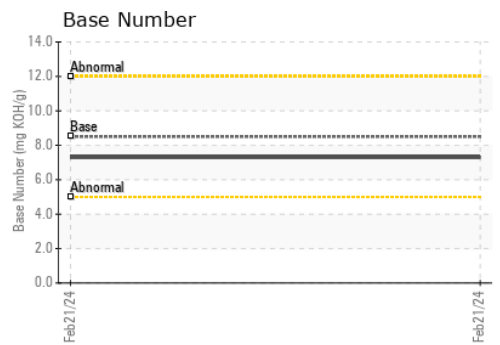 Base Number
Base Number (mg KOH/g)
14.0
12.0
10.0
8.0
6.0
4.0
2.0
0.0
Abnormal
Base
Abnormal
Feb21/24
Feb21/24